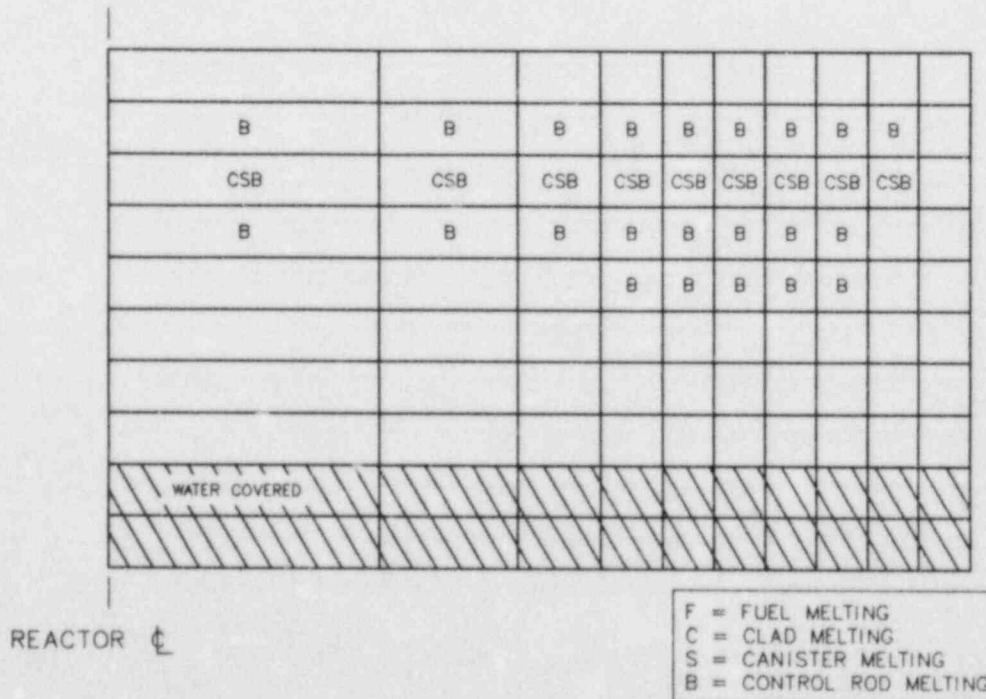 B B B B B B B B B
CSB CSB CSB CSB CSB CSB CSB CSB CSB
B B B B B B B B
B B B B B
WATER COVERED
REACTOR ℄
F = FUEL MELTING
C = CLAD MELTING
S = CANISTER MELTING
B = CONTROL ROD MELTING